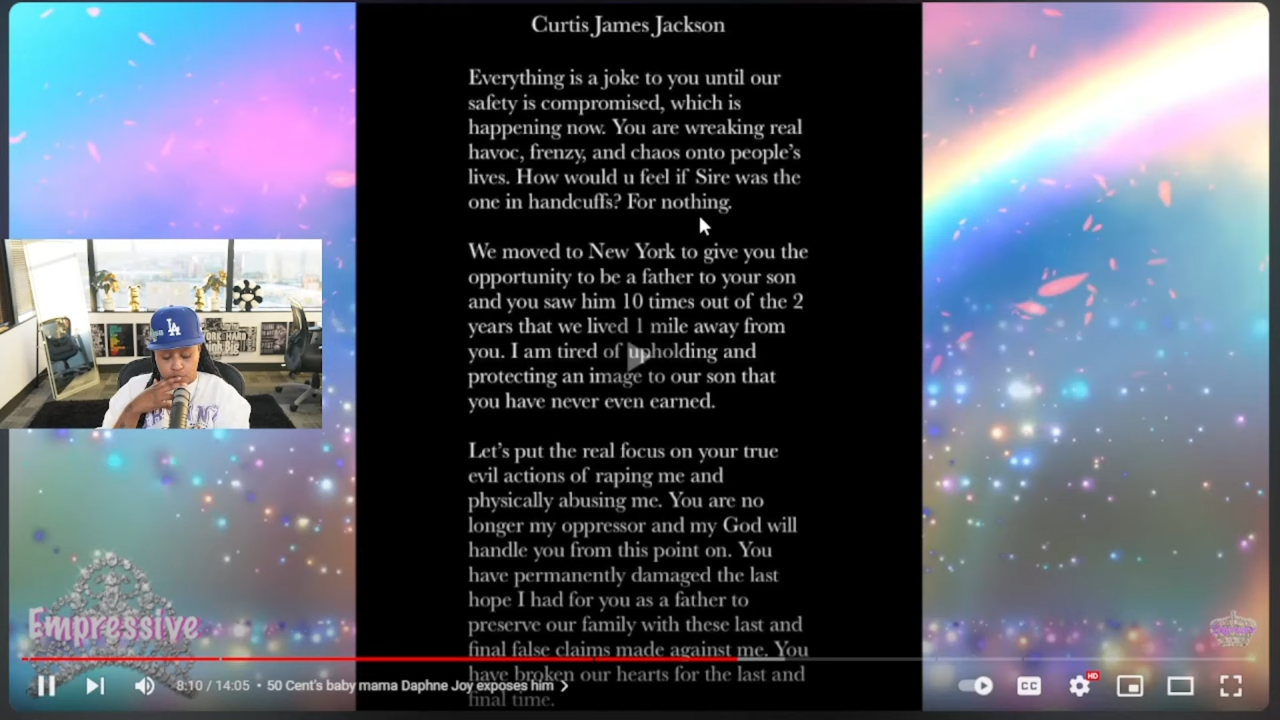 Curtis James Jackson
Everything is a joke to you until our
safety is compromised, which is
happening now. You are wreaking real
havoc, frenzy, and chaos onto people's
lives. How would u feel if Sire was the
one in handcuffs? For nothing.
We moved to New York to give you the
opportunity to be a father to your son
and you saw him 10 times out of the 2
years that we lived 1 mile away from
you. I am tired of upholding and
protecting an image to our son that
you have never even earned.
Let's put the real focus on your true
evil actions of raping me and
physically abusing me. You are no
longer my oppressor and my God will
handle you from this point on. You
have permanently damaged the last
hope I had for you as a father to
preserve our family with these last and
final false claims made against me. You
have broken our hearts for the last and
final time.
LA
Empressive
8:10 / 14:05 • 50 Cent's baby mama Daphne Joy exposes him
CC
HD